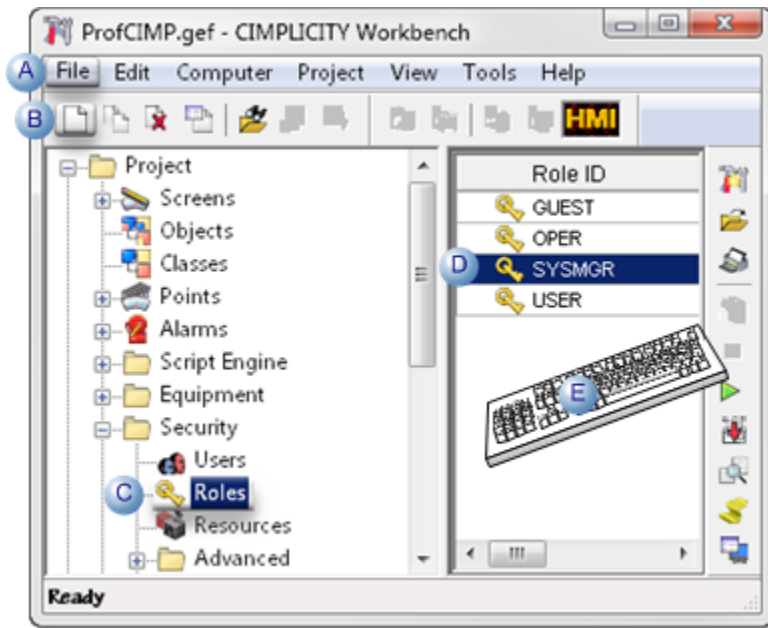 ProfCIMP.gef - CIMPLICITY Workbench
A File Edit Computer Project View Tools Help
B HMI
Project
Screens
Objects
Classes
Points
Alarms
Script Engine
Equipment
Security
Users
C Roles
Resources
Advanced
Role ID
GUEST
OPER
D SYSMGR
USER
E
Ready